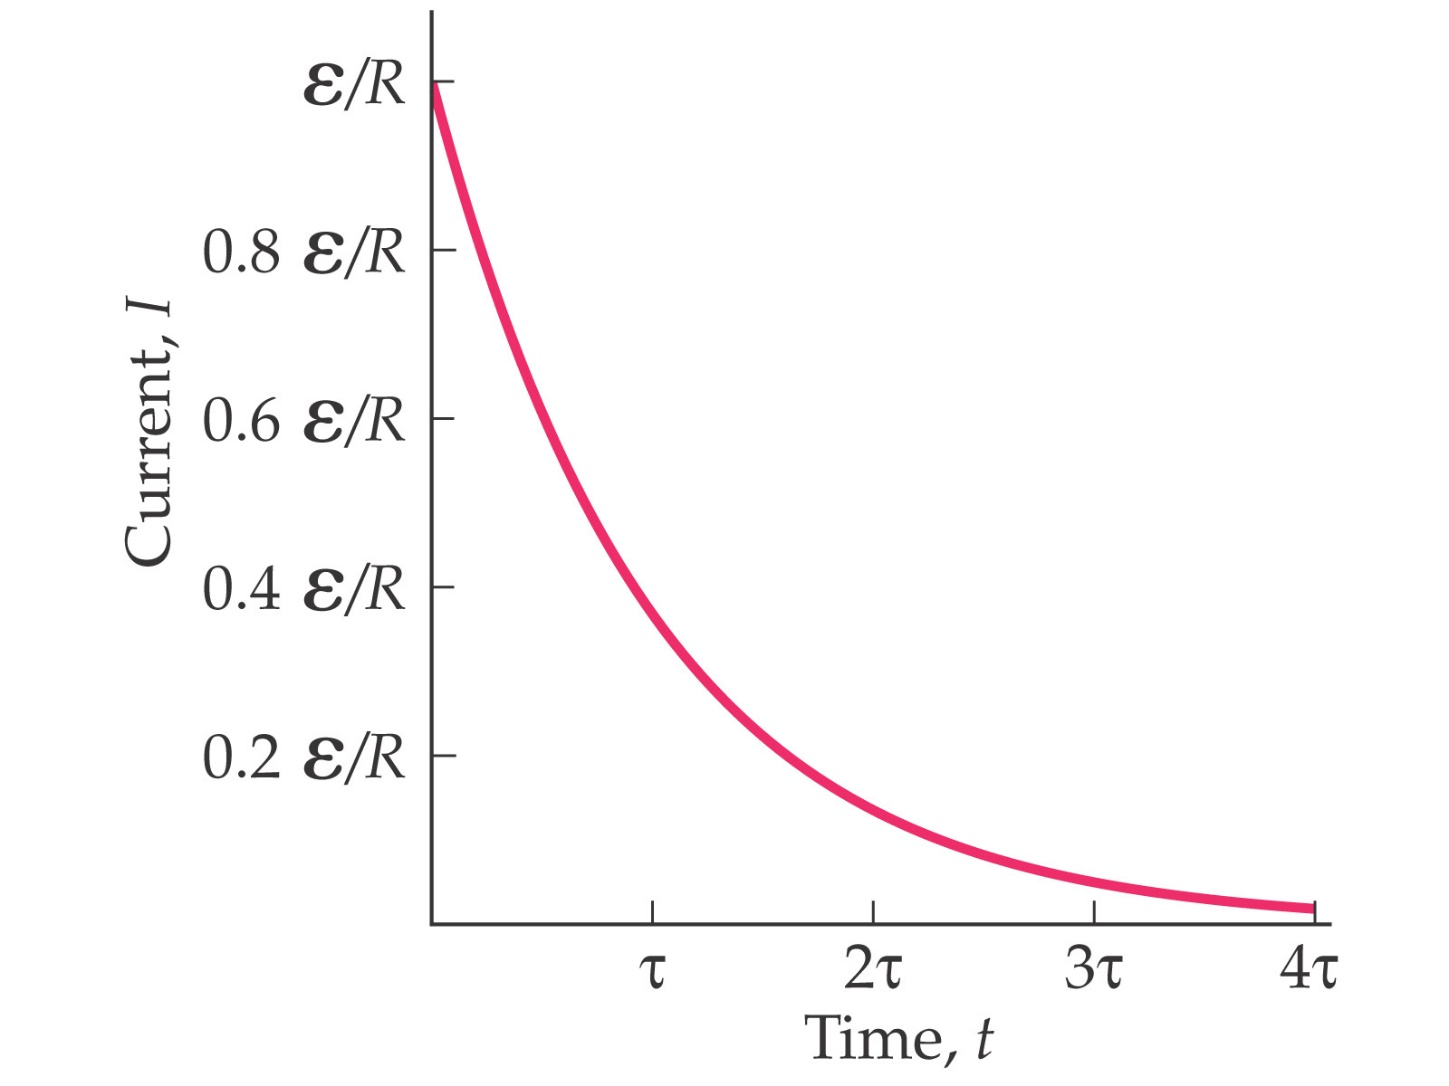 ε/R
0.8 ε/R
0.6 ε/R
0.4 ε/R
0.2 ε/R
Current, I
τ 2τ 3τ 4τ
Time, t